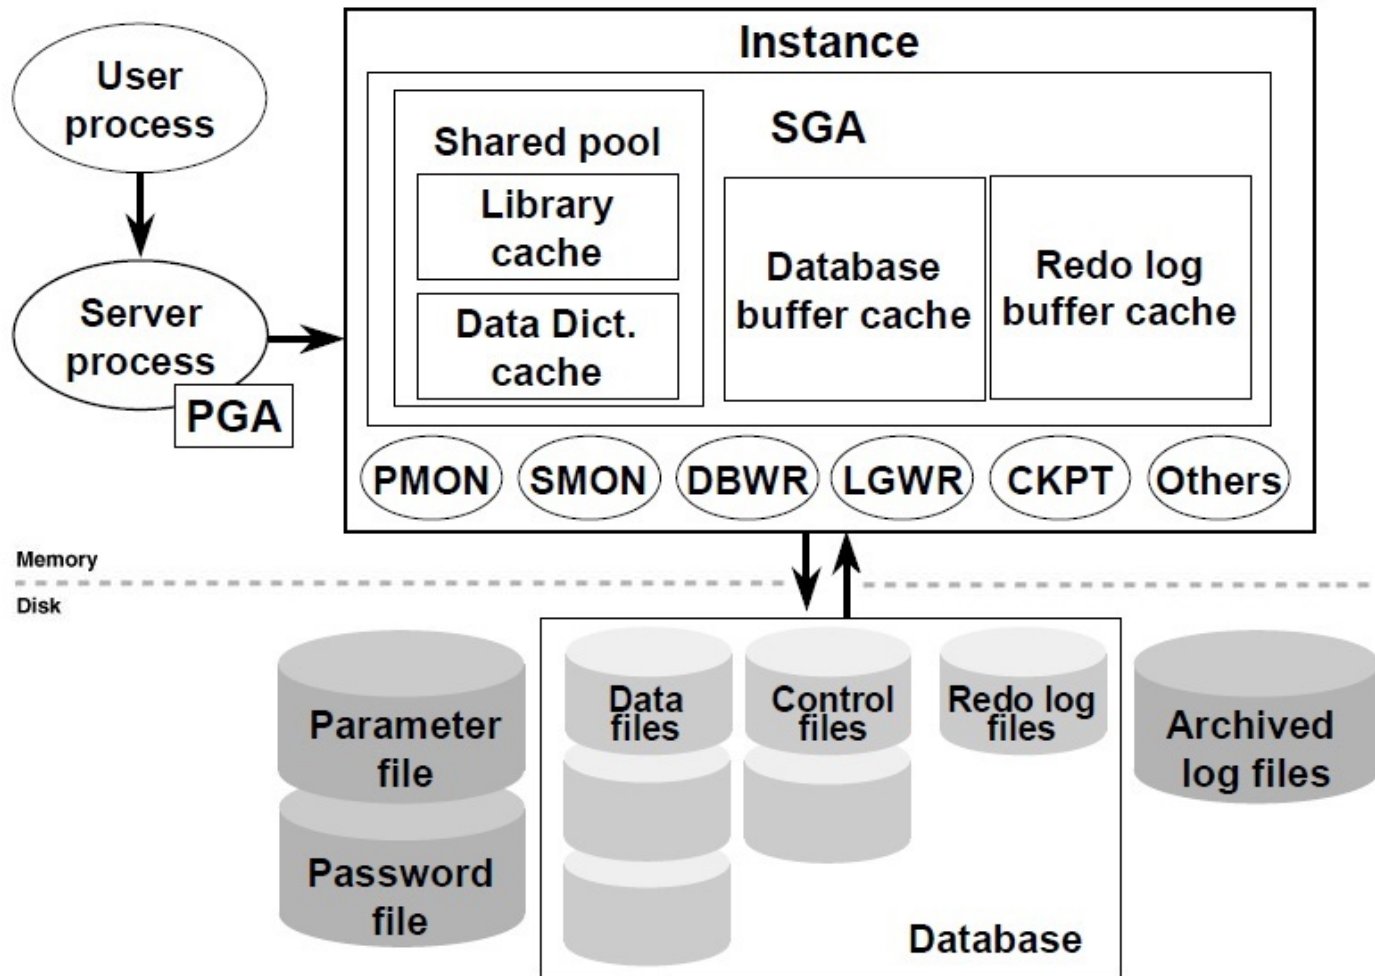 Instance
User
process
SGA
Shared pool
Library
cache
Data Dict.
cache
Database
buffer cache
Redo log
buffer cache
Server
process
PGA
PMON
SMON
DBWR
LGWR
CKPT
Others
Memory
Disk
Parameter
file
Password
file
Data
files
Control
files
Redo log
files
Archived
log files
Database